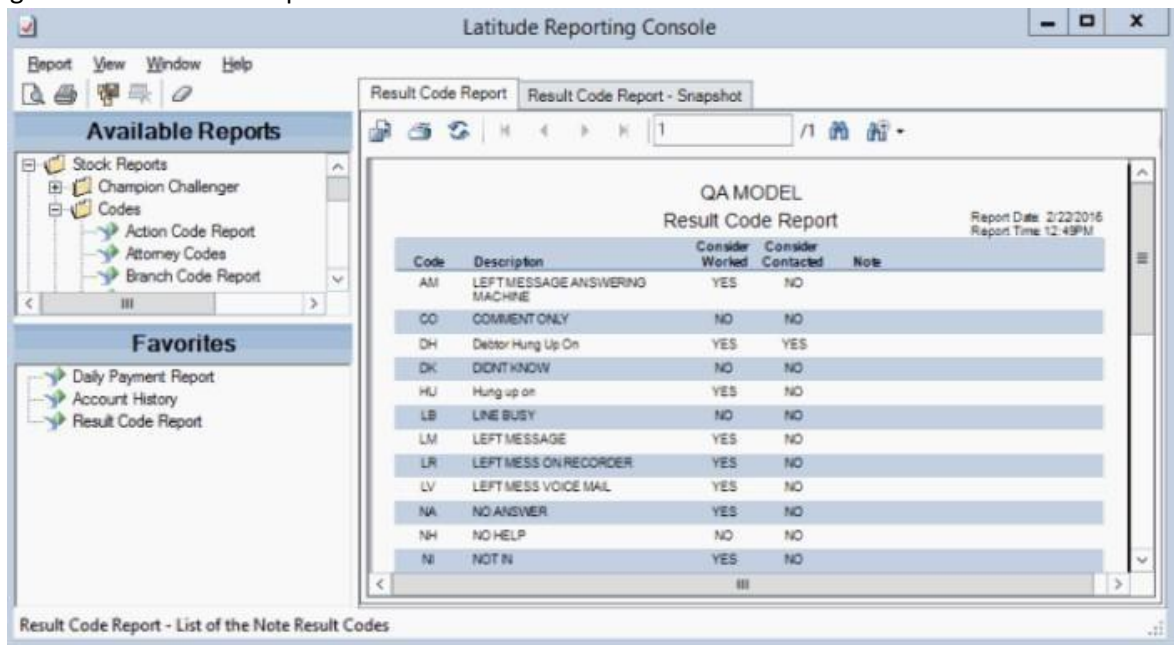 Latitude Reporting Console
Report View Window Help
Result Code Report Result Code Report - Snapshot
Available Reports
1 /1
Stock Reports
Champion Challenger
Codes
Action Code Report
Attorney Codes
Branch Code Report
Favorites
Daily Payment Report
Account History
Result Code Report
QA MODEL
Result Code Report
Report Date: 2/22/2016
Report Time: 12:49PM
Code Description Consider Worked Consider Contacted Note
AM LEFT MESSAGE ANSWERING MACHINE YES NO
CO COMMENT ONLY NO NO
DH Debtor Hung Up On YES YES
DK DIDNT KNOW NO NO
HU Hung up on YES NO
LB LINE BUSY NO NO
LM LEFT MESSAGE YES NO
LR LEFT MESS ON RECORDER YES NO
LV LEFT MESS VOICE MAIL YES NO
NA NO ANSWER YES NO
NH NO HELP NO NO
NI NOT IN YES NO
Result Code Report - List of the Note Result Codes